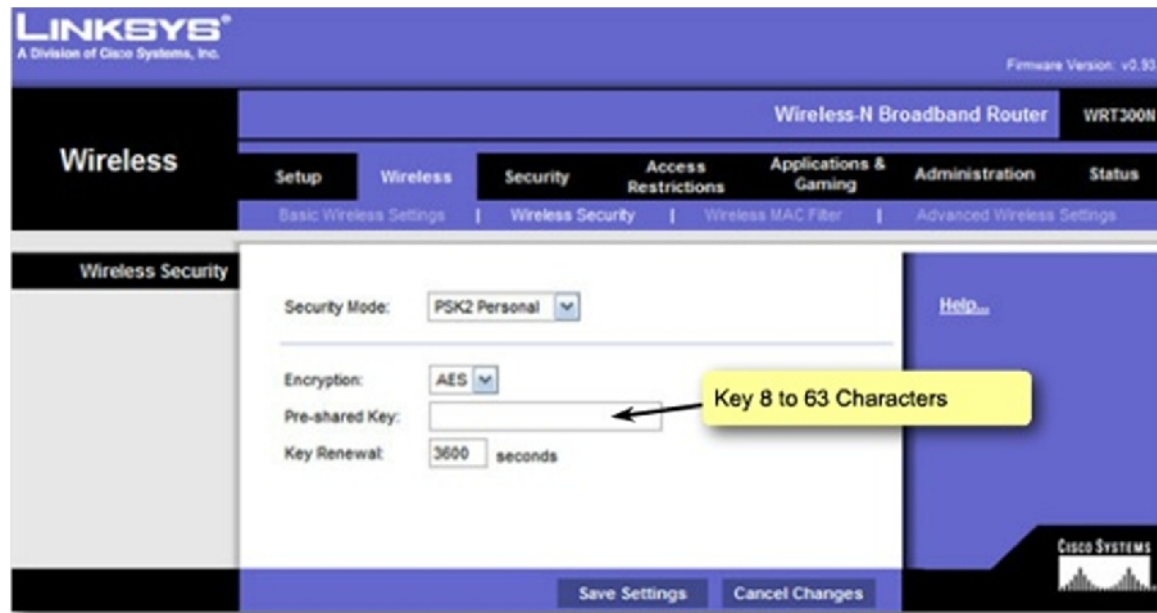 LINKSYS®
A Division of Cisco Systems, Inc.
Firmware Version: v0.93
Wireless-N Broadband Router WRT300N
Wireless
Setup Wireless Security Access Restrictions Applications & Gaming Administration Status
Basic Wireless Settings | Wireless Security | Wireless MAC Filter | Advanced Wireless Settings
Wireless Security
Security Mode: PSK2 Personal
Help...
Encryption: AES
Key 8 to 63 Characters
Pre-shared Key:
Key Renewal: 3600 seconds
CISCO SYSTEMS
Save Settings Cancel Changes